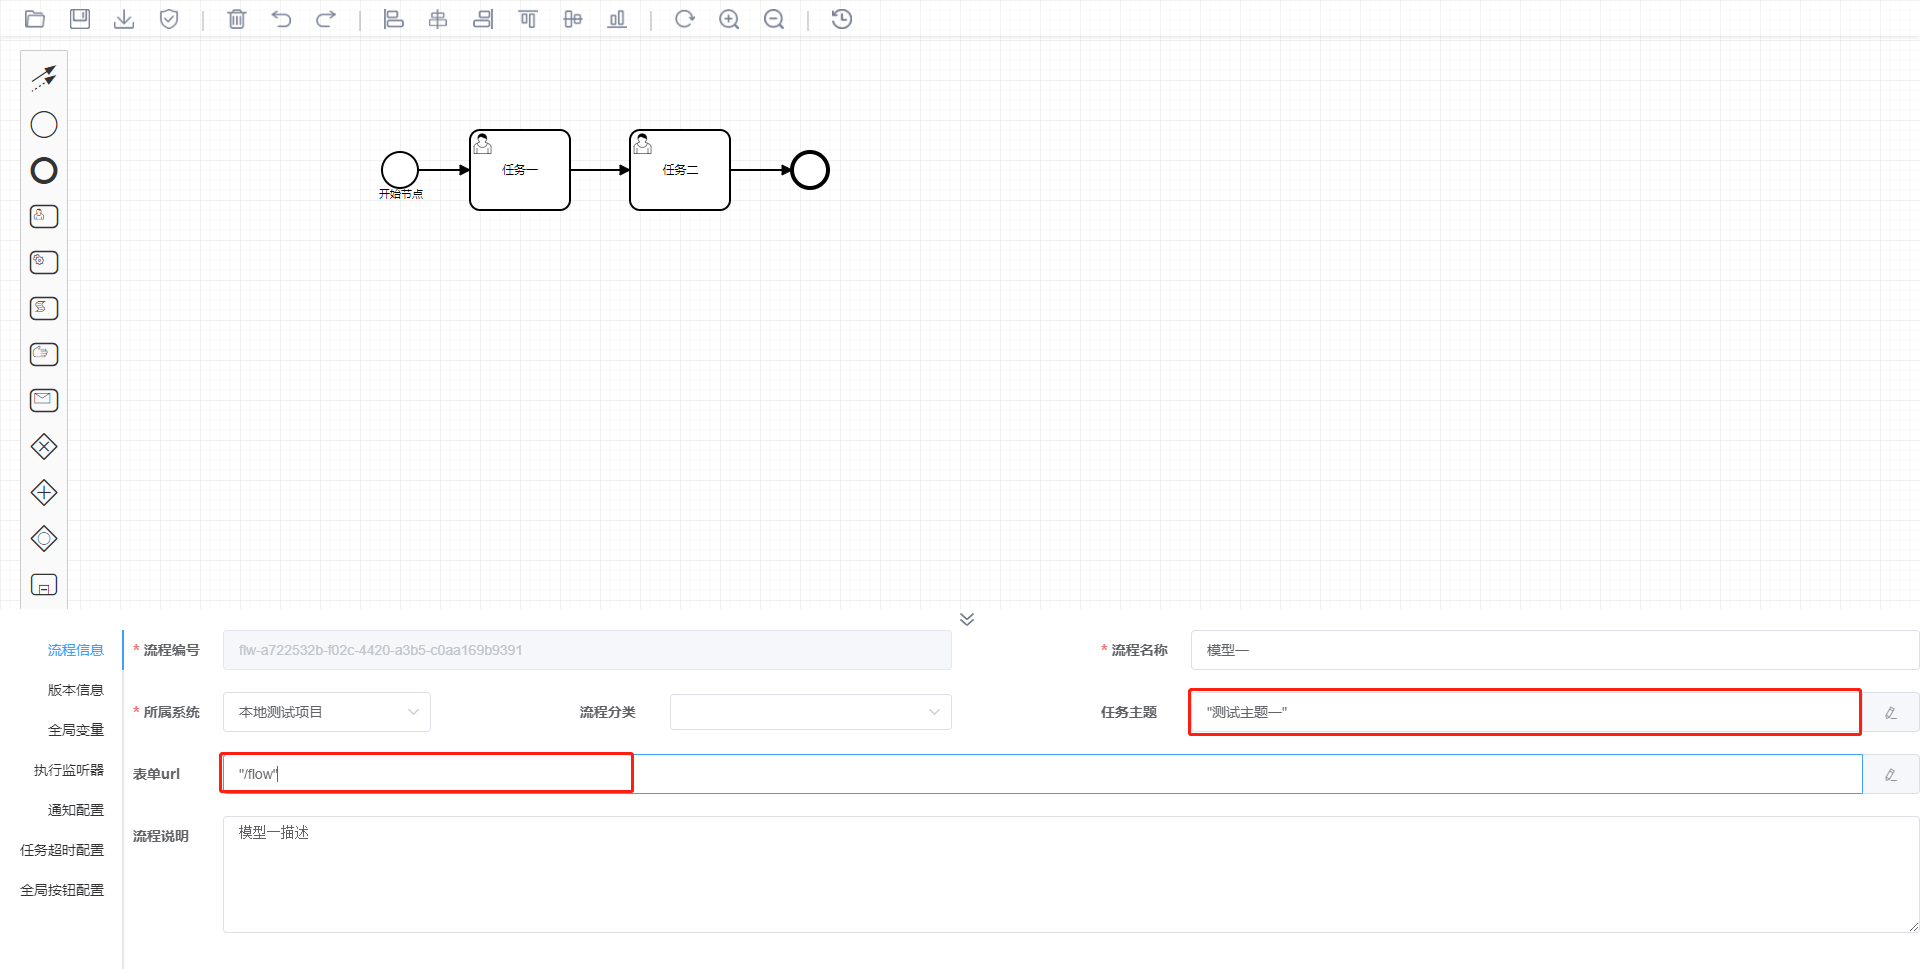 任务一
任务二
开始节点
流程信息
版本信息
全局变量
执行监听器
通知配置
任务超时配置
全局按钮配置
* 流程编号 flw-a722532b-f02c-4420-a3b5-c0aa169b9391 * 流程名称 模型一
* 所属系统 本地测试项目 流程分类 任务主题 "测试主题一"
表单url "/flow"
流程说明 模型一描述